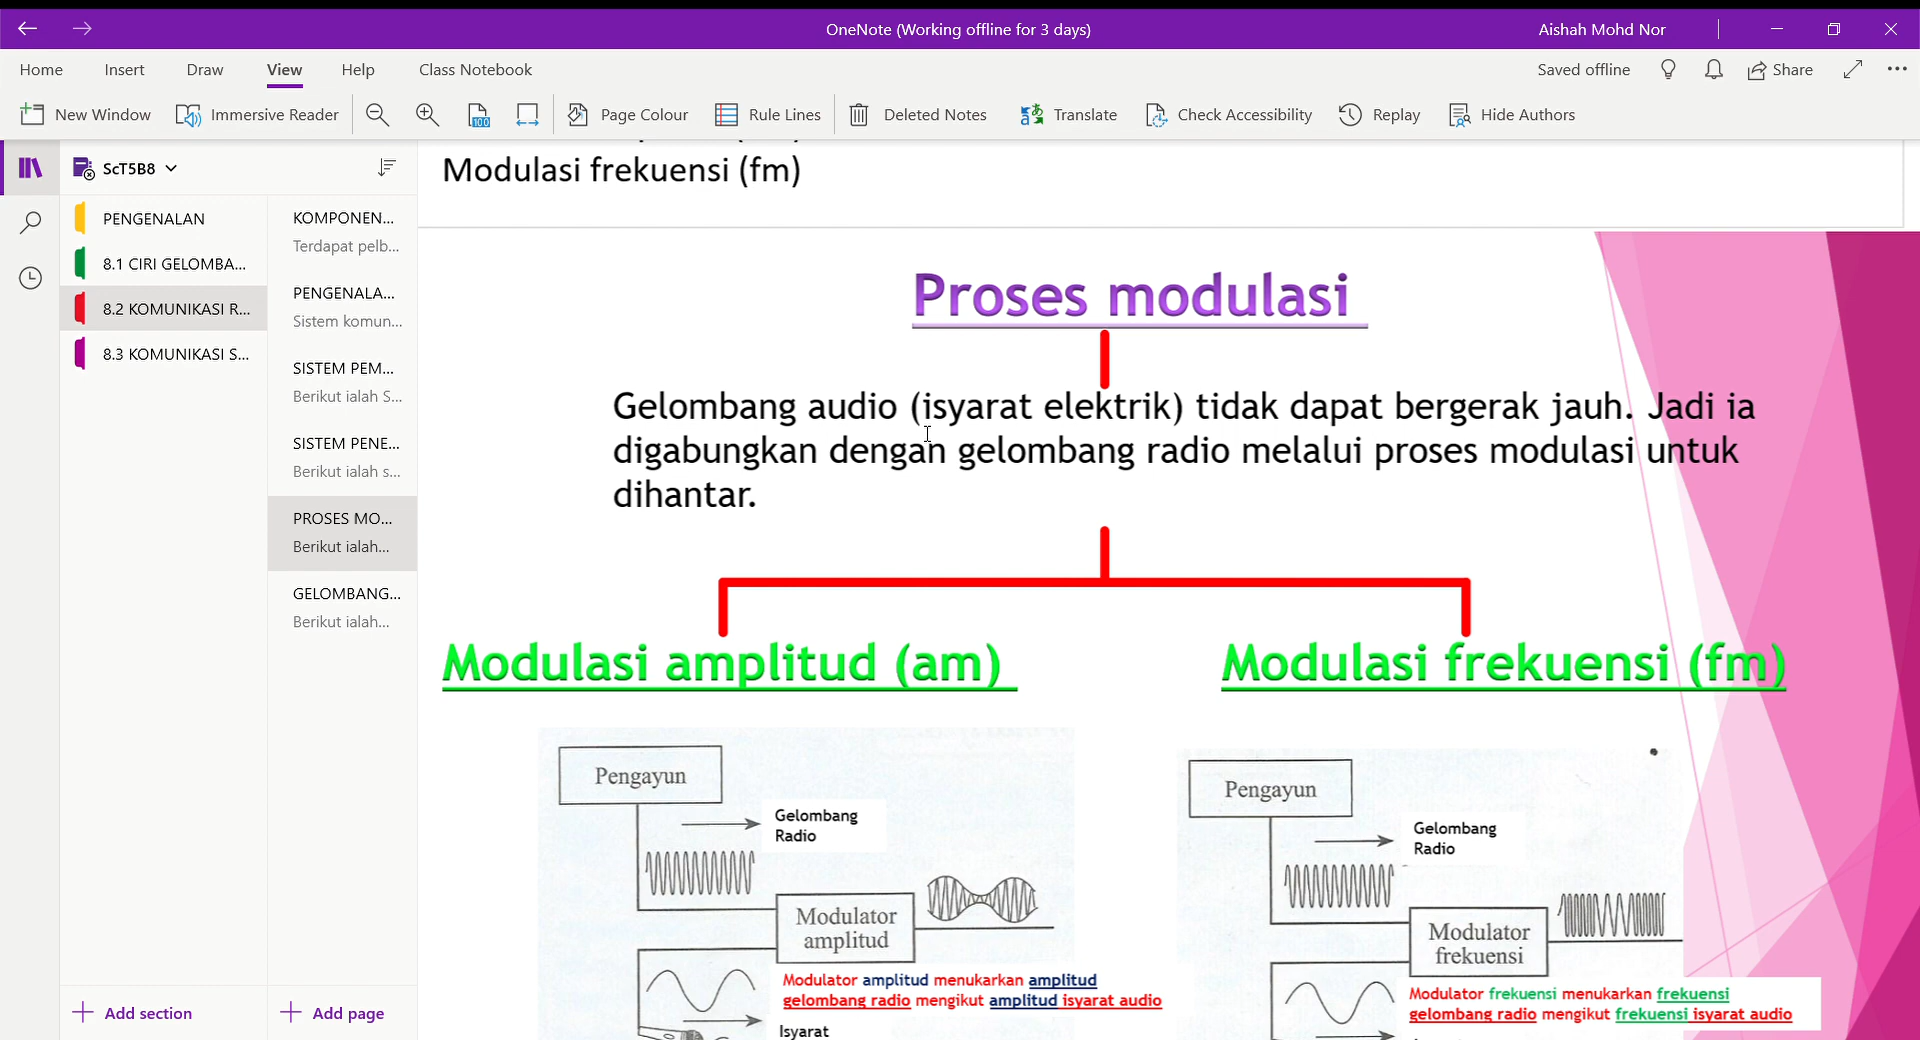 OneNote (Working offline for 3 days)
Aishah Mohd Nor
Home
Insert
Draw
View
Help
Class Notebook
Saved offline
Share
New Window
Immersive Reader
100
Page Colour
Rule Lines
Deleted Notes
Translate
Check Accessibility
Replay
Hide Authors
ScT5B8
PENGENALAN
8.1 CIRI GELOMBA...
8.2 KOMUNIKASI R...
8.3 KOMUNIKASI S...
Add section
KOMPONEN...
Terdapat pelb...
PENGENALA...
Sistem komun...
SISTEM PEM...
Berikut ialah S...
SISTEM PENE...
Berikut ialah s...
PROSES MO...
Berikut ialah...
GELOMBANG...
Berikut ialah...
Add page
Modulasi frekuensi (fm)
Proses modulasi
Gelombang audio (isyarat elektrik) tidak dapat bergerak jauh. Jadi ia
digabungkan dengan gelombang radio melalui proses modulasi untuk
dihantar.
Modulasi amplitud (am)
Pengayun
Gelombang
Radio
Modulator
amplitud
Modulator amplitud menukarkan amplitud
gelombang radio mengikut amplitud isyarat audio
Isyarat
Modulasi frekuensi (fm)
Pengayun
Gelombang
Radio
Modulator
frekuensi
Modulator frekuensi menukarkan frekuensi
gelombang radio mengikut frekuensi isyarat audio